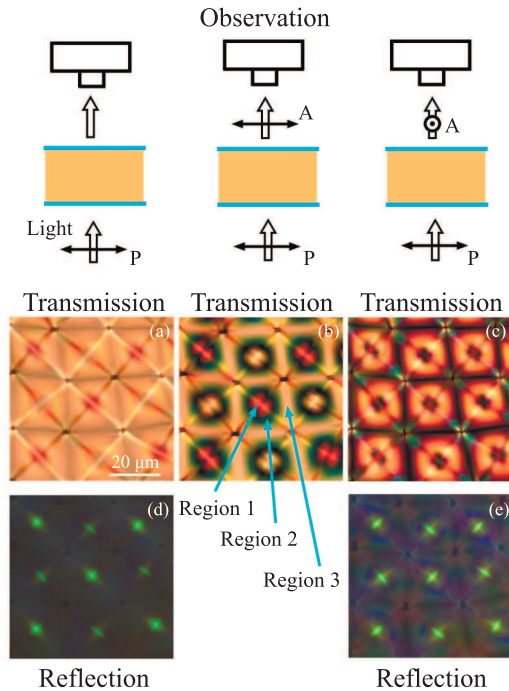 Observation
A
A
Light
P
P
P
Transmission
Transmission
Transmission
(a)
(b)
(c)
20 μm
Region 1
Region 2
Region 3
(d)
(e)
Reflection
Reflection